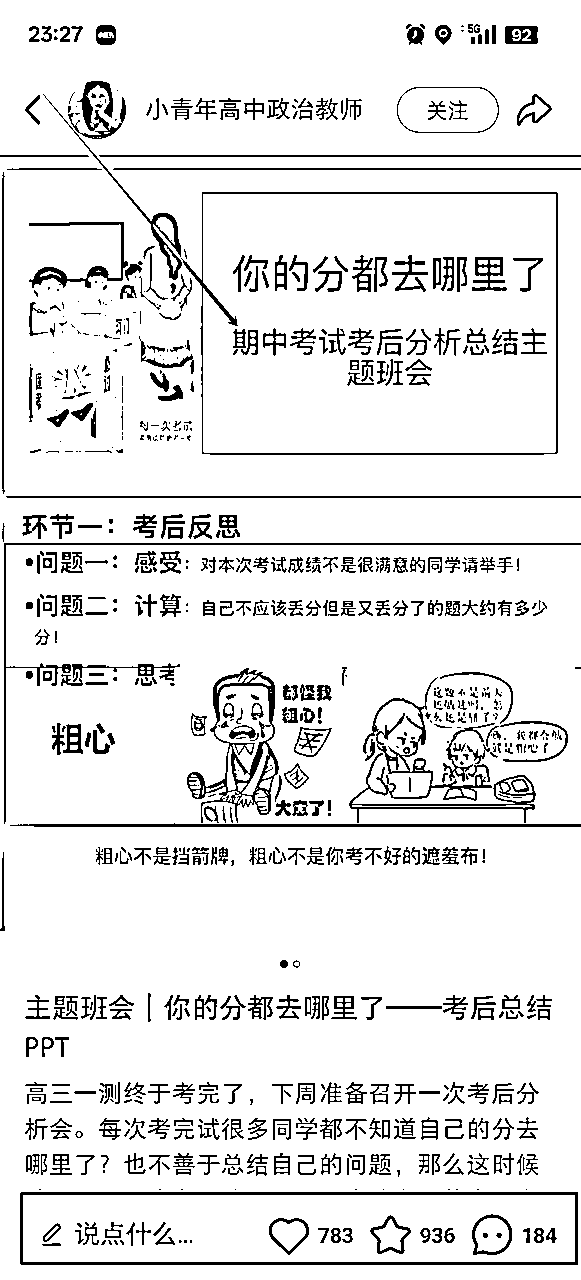 23:27
5G
92
小青年高中政治教师
关注
你的分都去哪里了
期中考试考后分析总结主
题班会
每一次考试
环节一：考后反思
•问题一：感受：对本次考试成绩不是很满意的同学请举手！
•问题二：计算：自己不应该丢分但是又丢分了的题大约有多少
分！
•问题三：思考
粗心
都怪我
粗心！
大意了！
粗心不是挡箭牌，粗心不是你考不好的遮羞布！
主题班会｜你的分都去哪里了——考后总结
PPT
高三一测终于考完了，下周准备召开一次考后分
析会。每次考完试很多同学都不知道自己的分去
哪里了？也不善于总结自己的问题，那么这时候
说点什么...
783
936
184